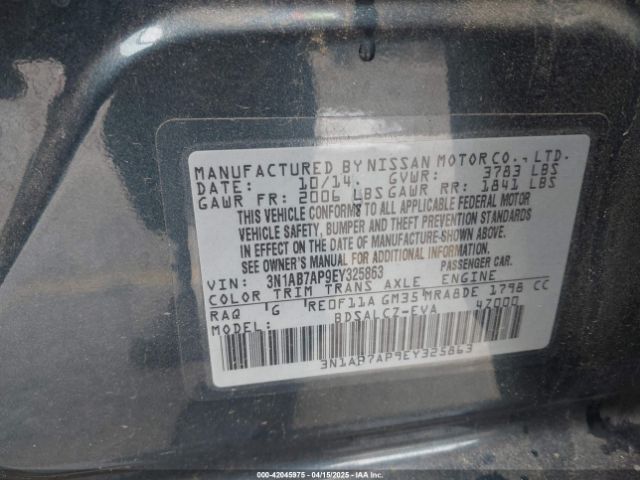 MANUFACTURED BY NISSAN MOTOR CO., LTD.
DATE: 10/14 GVWR: 3783 LBS
GAWR FR: 2006 LBS GAWR RR: 1841 LBS
THIS VEHICLE CONFORMS TO ALL APPLICABLE FEDERAL MOTOR
VEHICLE SAFETY, BUMPER, AND THEFT PREVENTION STANDARDS
IN EFFECT ON THE DATE OF MANUFACTURE SHOWN ABOVE.
SEE OWNER'S MANUAL FOR ADDITIONAL INFORMATION.
VIN: 3N1AB7AP9EY325863 PASSENGER CAR.
COLOR TRIM TRANS AXLE ENGINE
RAQ G RE0F11A GM35 MRA8DE 1798 CC
MODEL: BDSALCZ-EVA 47000
3N1AB7AP9EY325863
000-42045975 - 04/15/2025 - IAAI.COM